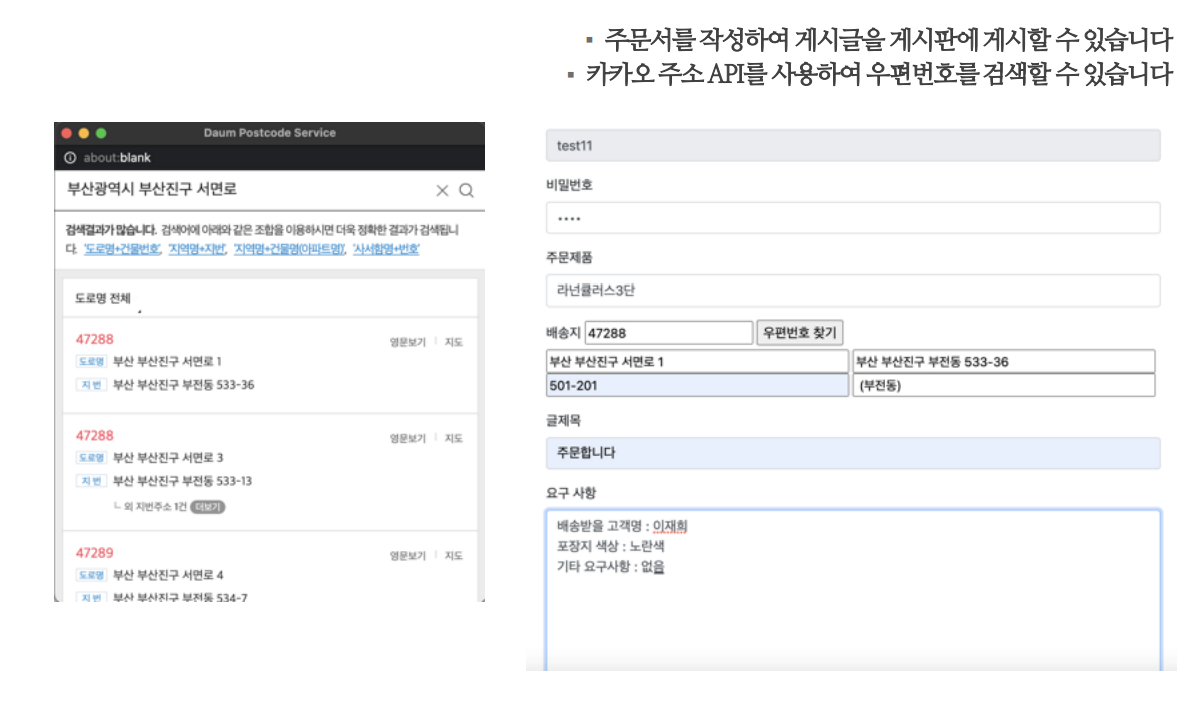 ▪ 주문서를 작성하여 게시글을 게시판에 게시할 수 있습니다
▪ 카카오 주소 API를 사용하여 우편번호를 검색할 수 있습니다
Daum Postcode Service
about:blank
부산광역시 부산진구 서면로
검색결과가 많습니다. 검색어에 아래와 같은 조합을 이용하시면 더욱 정확한 결과가 검색됩니
다. '도로명+건물번호', '지역명+지번', '지역명+건물명(아파트명)', '사서함명+번호'
도로명 전체
47288 영문보기 지도
도로명 부산 부산진구 서면로 1
지번 부산 부산진구 부전동 533-36
47288 영문보기 지도
도로명 부산 부산진구 서면로 3
지번 부산 부산진구 부전동 533-13
└ 외 지번주소 1건 더보기
47289 영문보기 지도
도로명 부산 부산진구 서면로 4
지번 부산 부산진구 부전동 534-7
test11
비밀번호
····
주문제품
라넌큘러스3단
배송지 47288 우편번호 찾기
부산 부산진구 서면로 1 부산 부산진구 부전동 533-36
501-201 (부전동)
글제목
주문합니다
요구 사항
배송받을 고객명 : 이재희
포장지 색상 : 노란색
기타 요구사항 : 없음